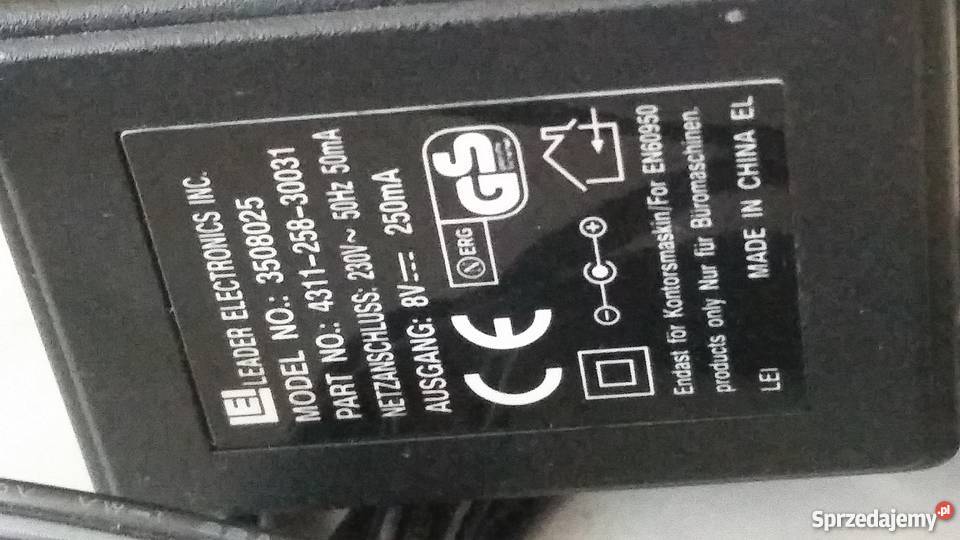 LEI LEADER ELECTRONICS INC.
MODEL NO.: 3508025
PART NO.: 4311-258-30031
NETZANSCHLUSS: 230V~ 50Hz 50mA
AUSGANG: 8V⎓ 250mA
CE N ERG GS
Endast för Kontorsmaskin/For EN60950
products only Nur für Büromaschinen.
LEI MADE IN CHINA EL
Sprzedajemy.pl